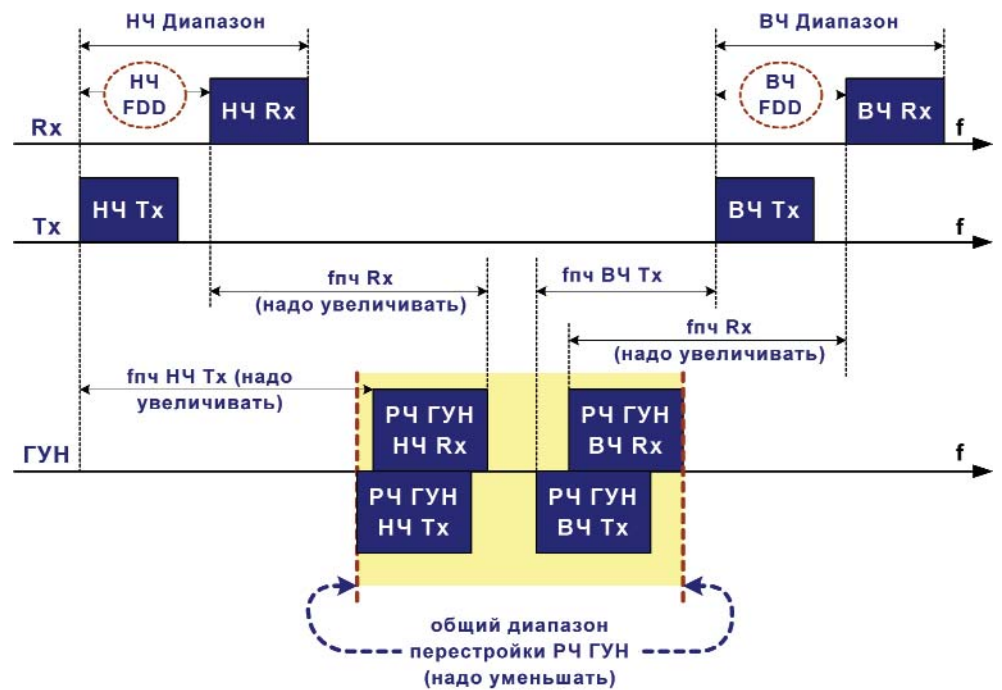 НЧ Диапазон
ВЧ Диапазон
НЧ
FDD
НЧ Rx
ВЧ
FDD
ВЧ Rx
Rx
f
НЧ Tx
ВЧ Tx
Tx
f
fпч Rx
(надо увеличивать)
fпч ВЧ Tx
fпч Rx
(надо увеличивать)
fпч НЧ Tx (надо
увеличивать)
РЧ ГУН
НЧ Rx
РЧ ГУН
ВЧ Rx
ГУН
f
РЧ ГУН
НЧ Tx
РЧ ГУН
ВЧ Tx
общий диапазон
перестройки РЧ ГУН
(надо уменьшать)